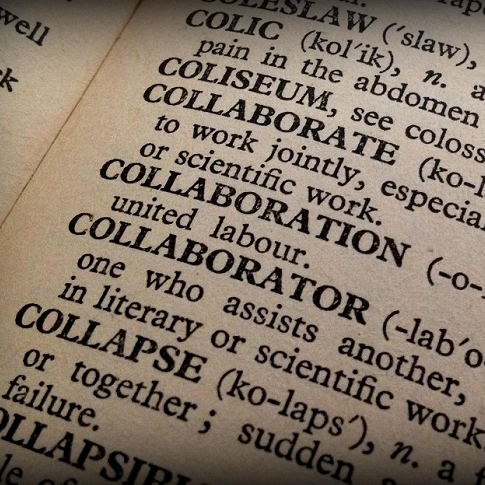 well
k
COLESLAW ('slaw),
COLIC (kol'ik), n. a
pain in the abdomen
COLISEUM, see coloss
COLLABORATE (ko-l
to work jointly, especial
or scientific work.
COLLABORATION (-o-
united labour.
COLLABORATOR (-lab'o-
one who assists another,
in literary or scientific work.
COLLAPSE (ko-laps'), n. a f
or together; sudden
failure.